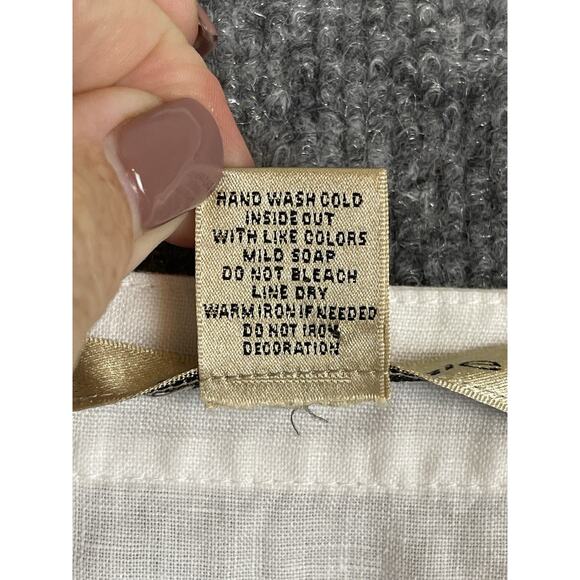 HAND WASH COLD
INSIDE OUT
WITH LIKE COLORS
MILD SOAP
DO NOT BLEACH
LINE DRY
WARM IRON IF NEEDED
DO NOT IRON
DECORATION